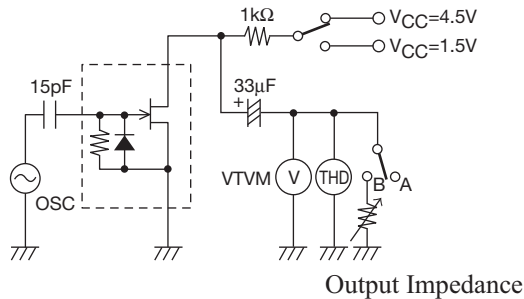 1kΩ
VCC=4.5V
VCC=1.5V
15pF
33μF
+
VTVM
V
THD
B
A
OSC
Output Impedance